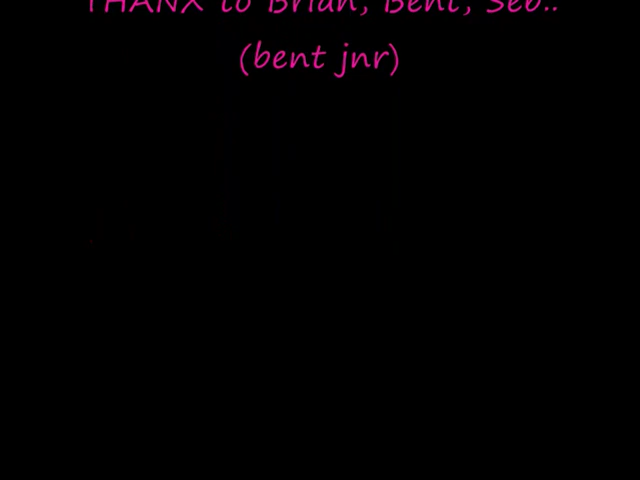 THANX to Brian, Bent, Seb..
(bent jnr)